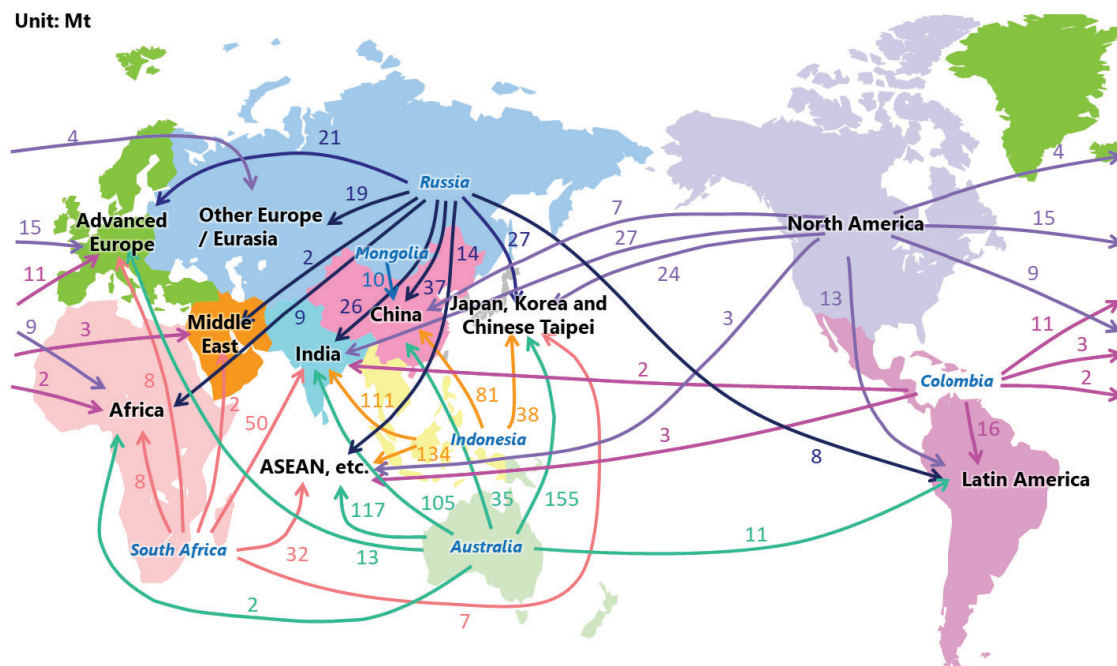 Unit: Mt
4
21
Russia
4
Advanced
Europe
Other Europe
/ Eurasia
19
7
North America
15
15
27
27
Mongolia
2
14
24
9
11
10
37
26
China
Japan, Korea and
Chinese Taipei
13
11
9
3
Middle
East
9
India
3
3
2
8
2
2
Colombia
2
Africa
50
111
81
38
Indonesia
16
3
134
ASEAN, etc.
8
Latin America
8
117
105
35
155
South Africa
32
13
Australia
11
2
7